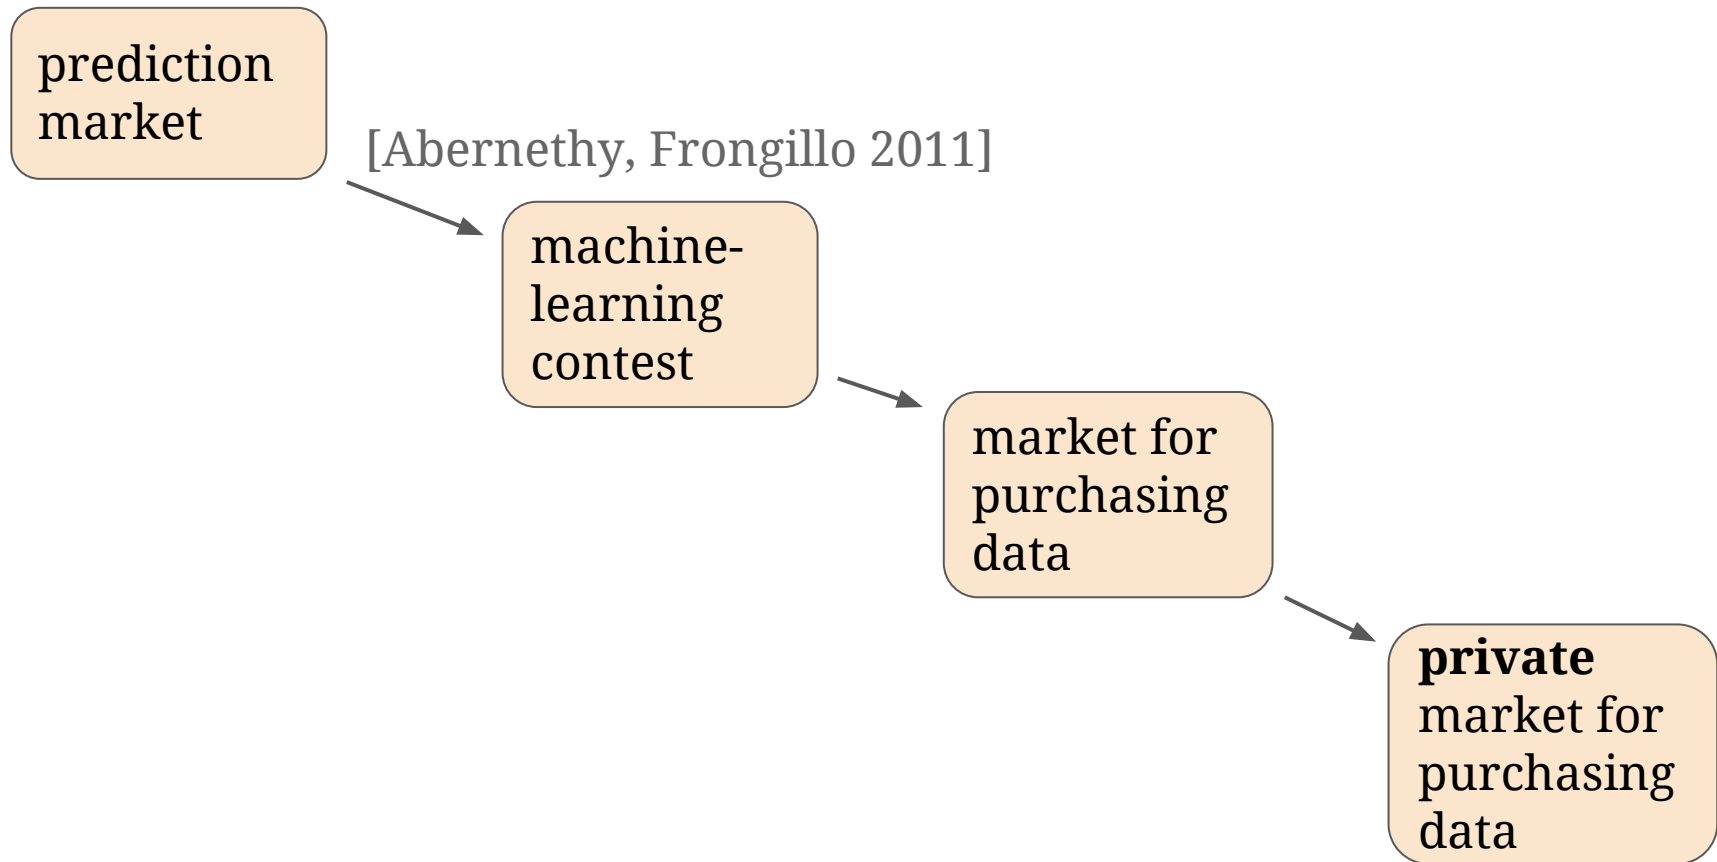 prediction
market
[Abernethy, Frongillo 2011]
machine-
learning
contest
market for
purchasing
data
private
market for
purchasing
data